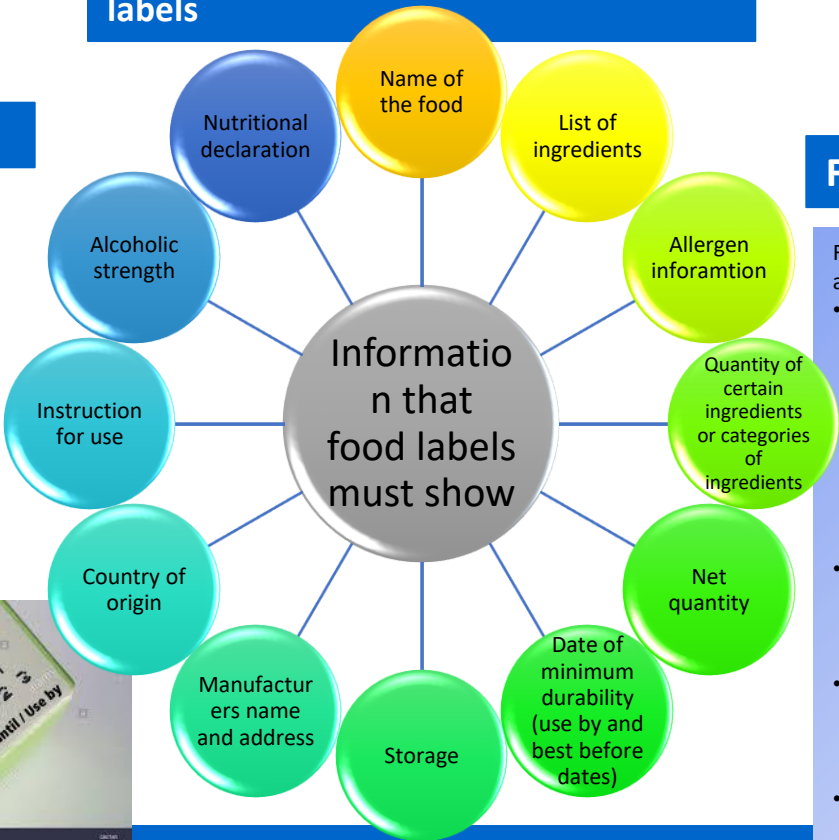 labels
Name of
the food
List of
ingredients
Allergen
inforamtion
Quantity of
certain
ingredients
or categories
of
ingredients
Net
quantity
Date of
minimum
durability
(use by and
best before
dates)
Storage
Manufactur
ers name
and address
Country of
origin
Instruction
for use
Alcoholic
strength
Nutritional
declaration
Informatio
n that
food labels
must show
ntil / Use by
F
F
a